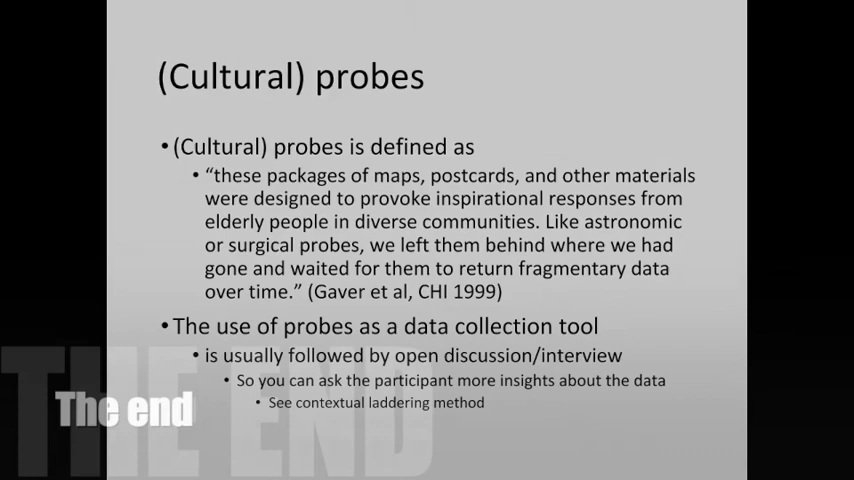 (Cultural) probes
• (Cultural) probes is defined as
• “these packages of maps, postcards, and other materials
were designed to provoke inspirational responses from
elderly people in diverse communities. Like astronomic
or surgical probes, we left them behind where we had
gone and waited for them to return fragmentary data
over time.” (Gaver et al, CHI 1999)
• The use of probes as a data collection tool
• is usually followed by open discussion/interview
• So you can ask the participant more insights about the data
• See contextual laddering method
THE END
The end